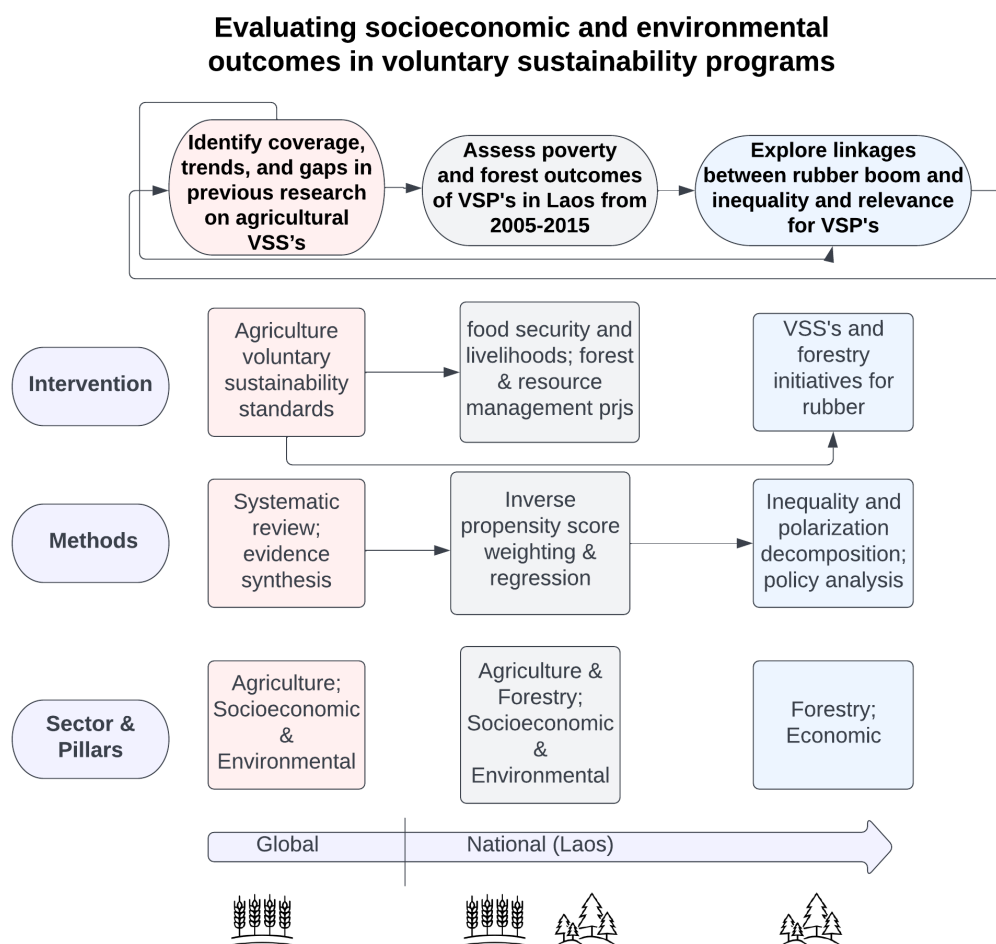 Evaluating socioeconomic and environmental
outcomes in voluntary sustainability programs
Identify coverage,
trends, and gaps in
previous research
on agricultural
VSS’s
Assess poverty
and forest outcomes
of VSP's in Laos from
2005-2015
Explore linkages
between rubber boom and
inequality and relevance
for VSP's
Intervention
Agriculture
voluntary
sustainability
standards
food security and
livelihoods; forest
& resource
management prjs
VSS's and
forestry
initiatives for
rubber
Methods
Systematic
review;
evidence
synthesis
Inverse
propensity score
weighting &
regression
Inequality and
polarization
decomposition;
policy analysis
Sector &
Pillars
Agriculture;
Socioeconomic
&
Environmental
Agriculture &
Forestry;
Socioeconomic
&
Environmental
Forestry;
Economic
Global
National (Laos)